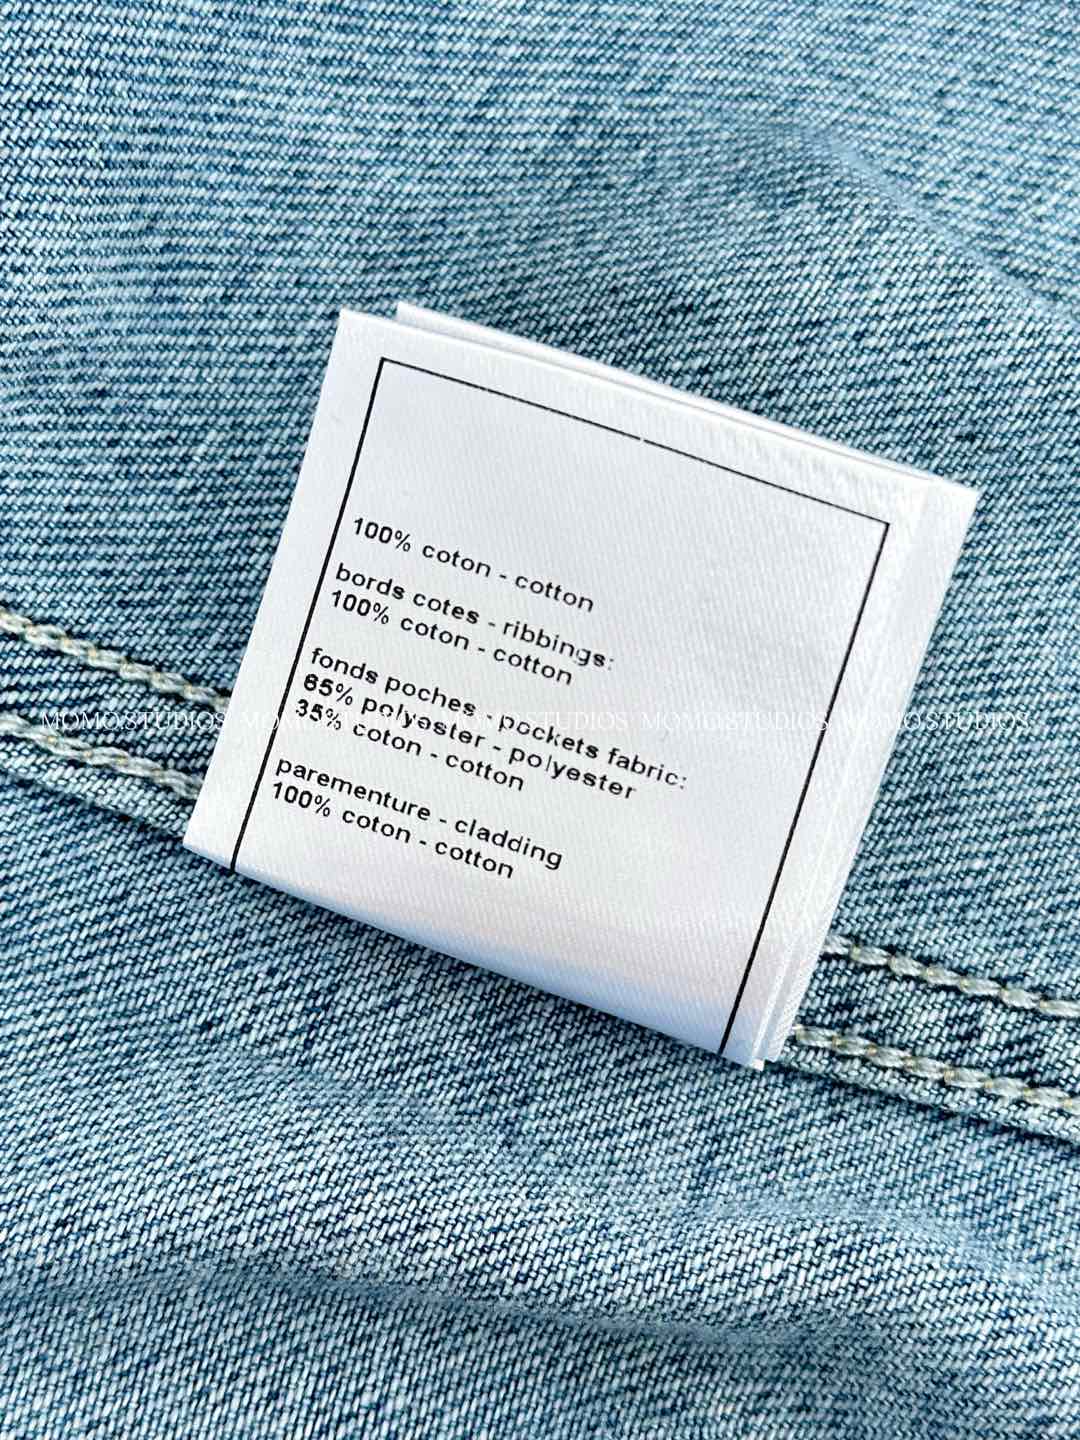 100% coton - cotton
bords cotes - ribbings:
100% coton - cotton
fonds poches - pockets fabric:
65% polyester - polyester
35% coton - cotton
parementure - cladding
100% coton - cotton
MOMO.STUDIOS MOMO.STUDIOS MOMO.STUDIOS MOMO.STUDIOS MOMO.STUDIOS